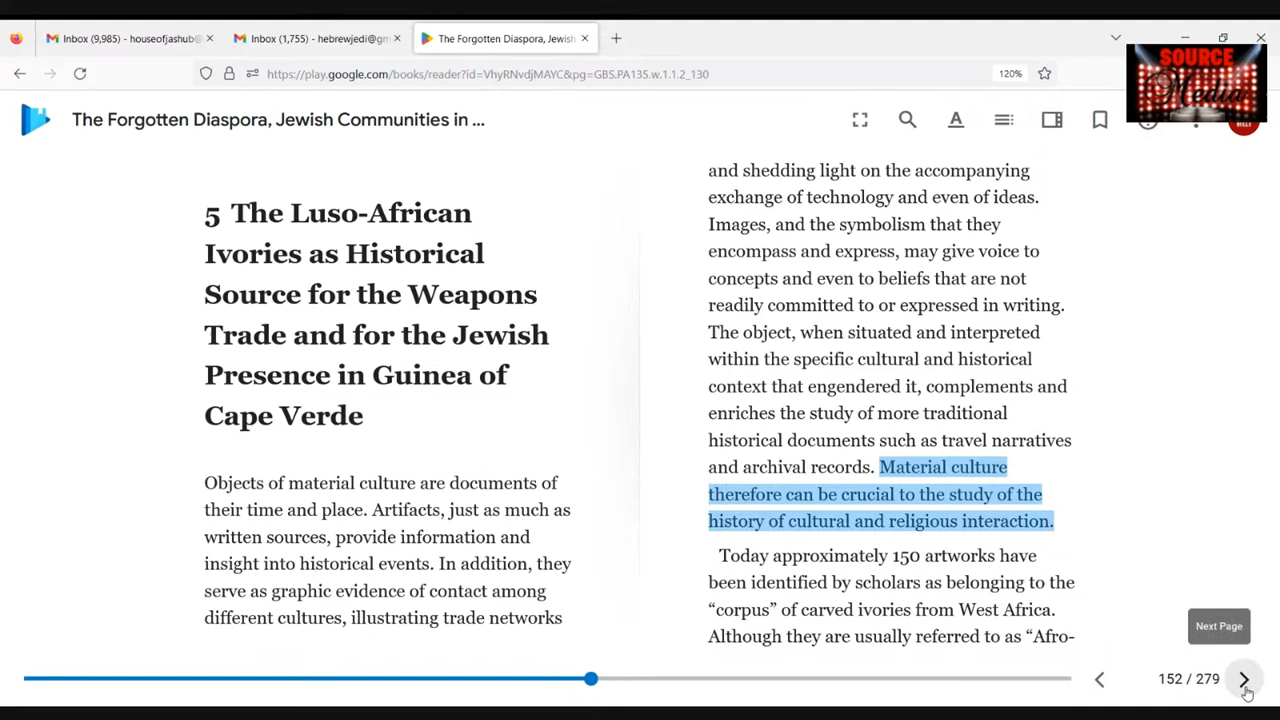 Inbox (9,985) - houseofjashub@
Inbox (1,755) - hebrewjedi@gm
The Forgotten Diaspora, Jewish
https://play.google.com/books/reader?id=VhyRNvdjMAYC&pg=GBS.PA135.w.1.1.2_130
120%
SOURCE
Media
The Forgotten Diaspora, Jewish Communities in ...
5 The Luso-African
Ivories as Historical
Source for the Weapons
Trade and for the Jewish
Presence in Guinea of
Cape Verde
Objects of material culture are documents of
their time and place. Artifacts, just as much as
written sources, provide information and
insight into historical events. In addition, they
serve as graphic evidence of contact among
different cultures, illustrating trade networks
and shedding light on the accompanying
exchange of technology and even of ideas.
Images, and the symbolism that they
encompass and express, may give voice to
concepts and even to beliefs that are not
readily committed to or expressed in writing.
The object, when situated and interpreted
within the specific cultural and historical
context that engendered it, complements and
enriches the study of more traditional
historical documents such as travel narratives
and archival records. Material culture
therefore can be crucial to the study of the
history of cultural and religious interaction.
Today approximately 150 artworks have
been identified by scholars as belonging to the
“corpus” of carved ivories from West Africa.
Although they are usually referred to as “Afro-
Next Page
152 / 279